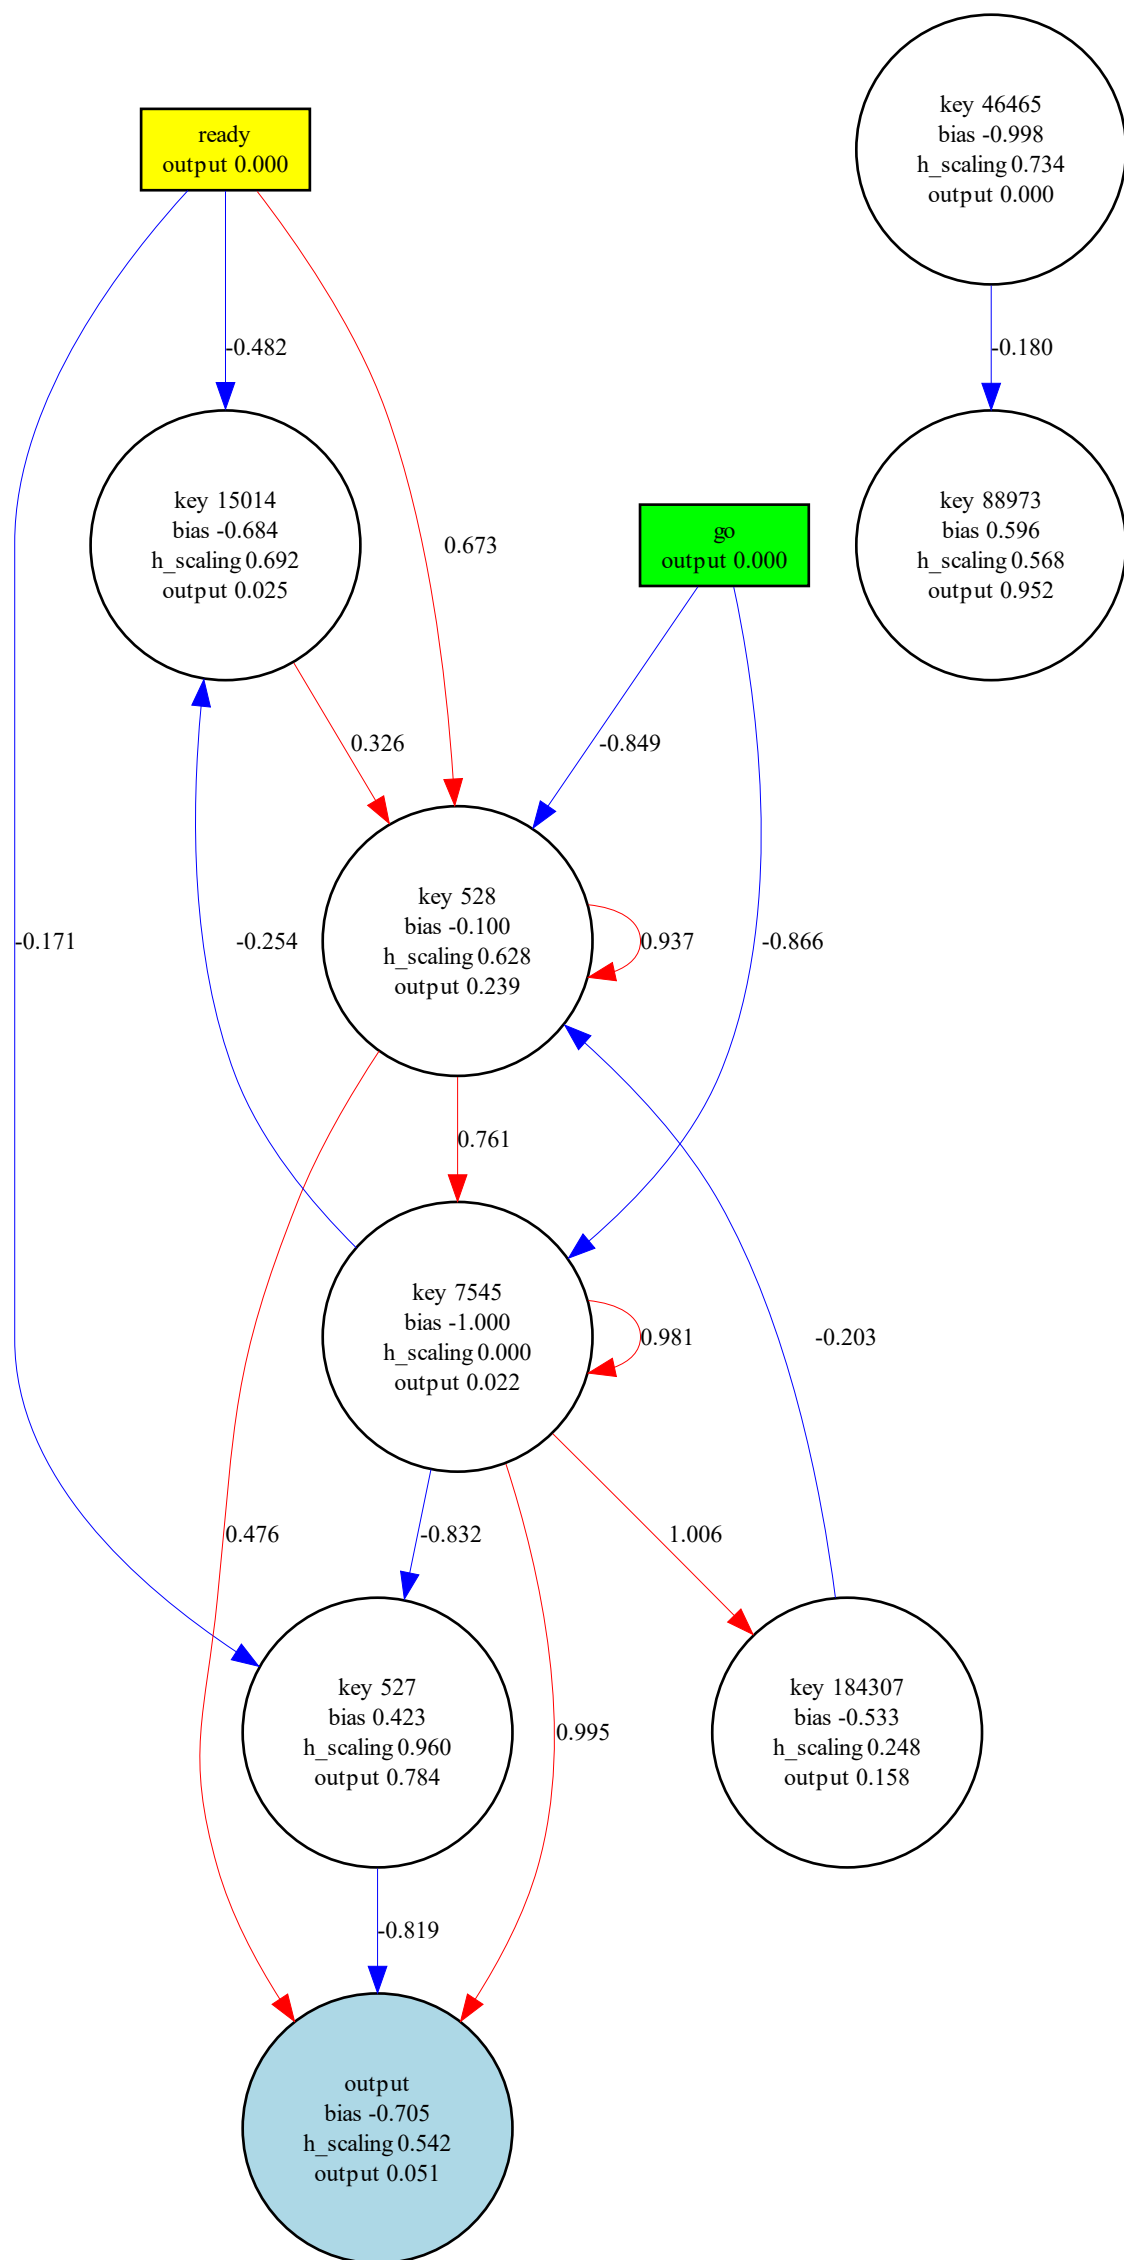 key 46465
bias -0.998
h_scaling 0.734
output 0.000
ready
output 0.000
-0.482
-0.180
key 15014
bias -0.684
h_scaling 0.692
output 0.025
0.673
go
output 0.000
key 88973
bias 0.596
h_scaling 0.568
output 0.952
0.326
-0.849
-0.171
-0.254
key 528
bias -0.100
h_scaling 0.628
output 0.239
0.937
-0.866
0.761
key 7545
bias -1.000
h_scaling 0.000
output 0.022
0.981
-0.203
0.476
-0.832
1.006
key 527
bias 0.423
h_scaling 0.960
output 0.784
0.995
key 184307
bias -0.533
h_scaling 0.248
output 0.158
-0.819
output
bias -0.705
h_scaling 0.542
output 0.051